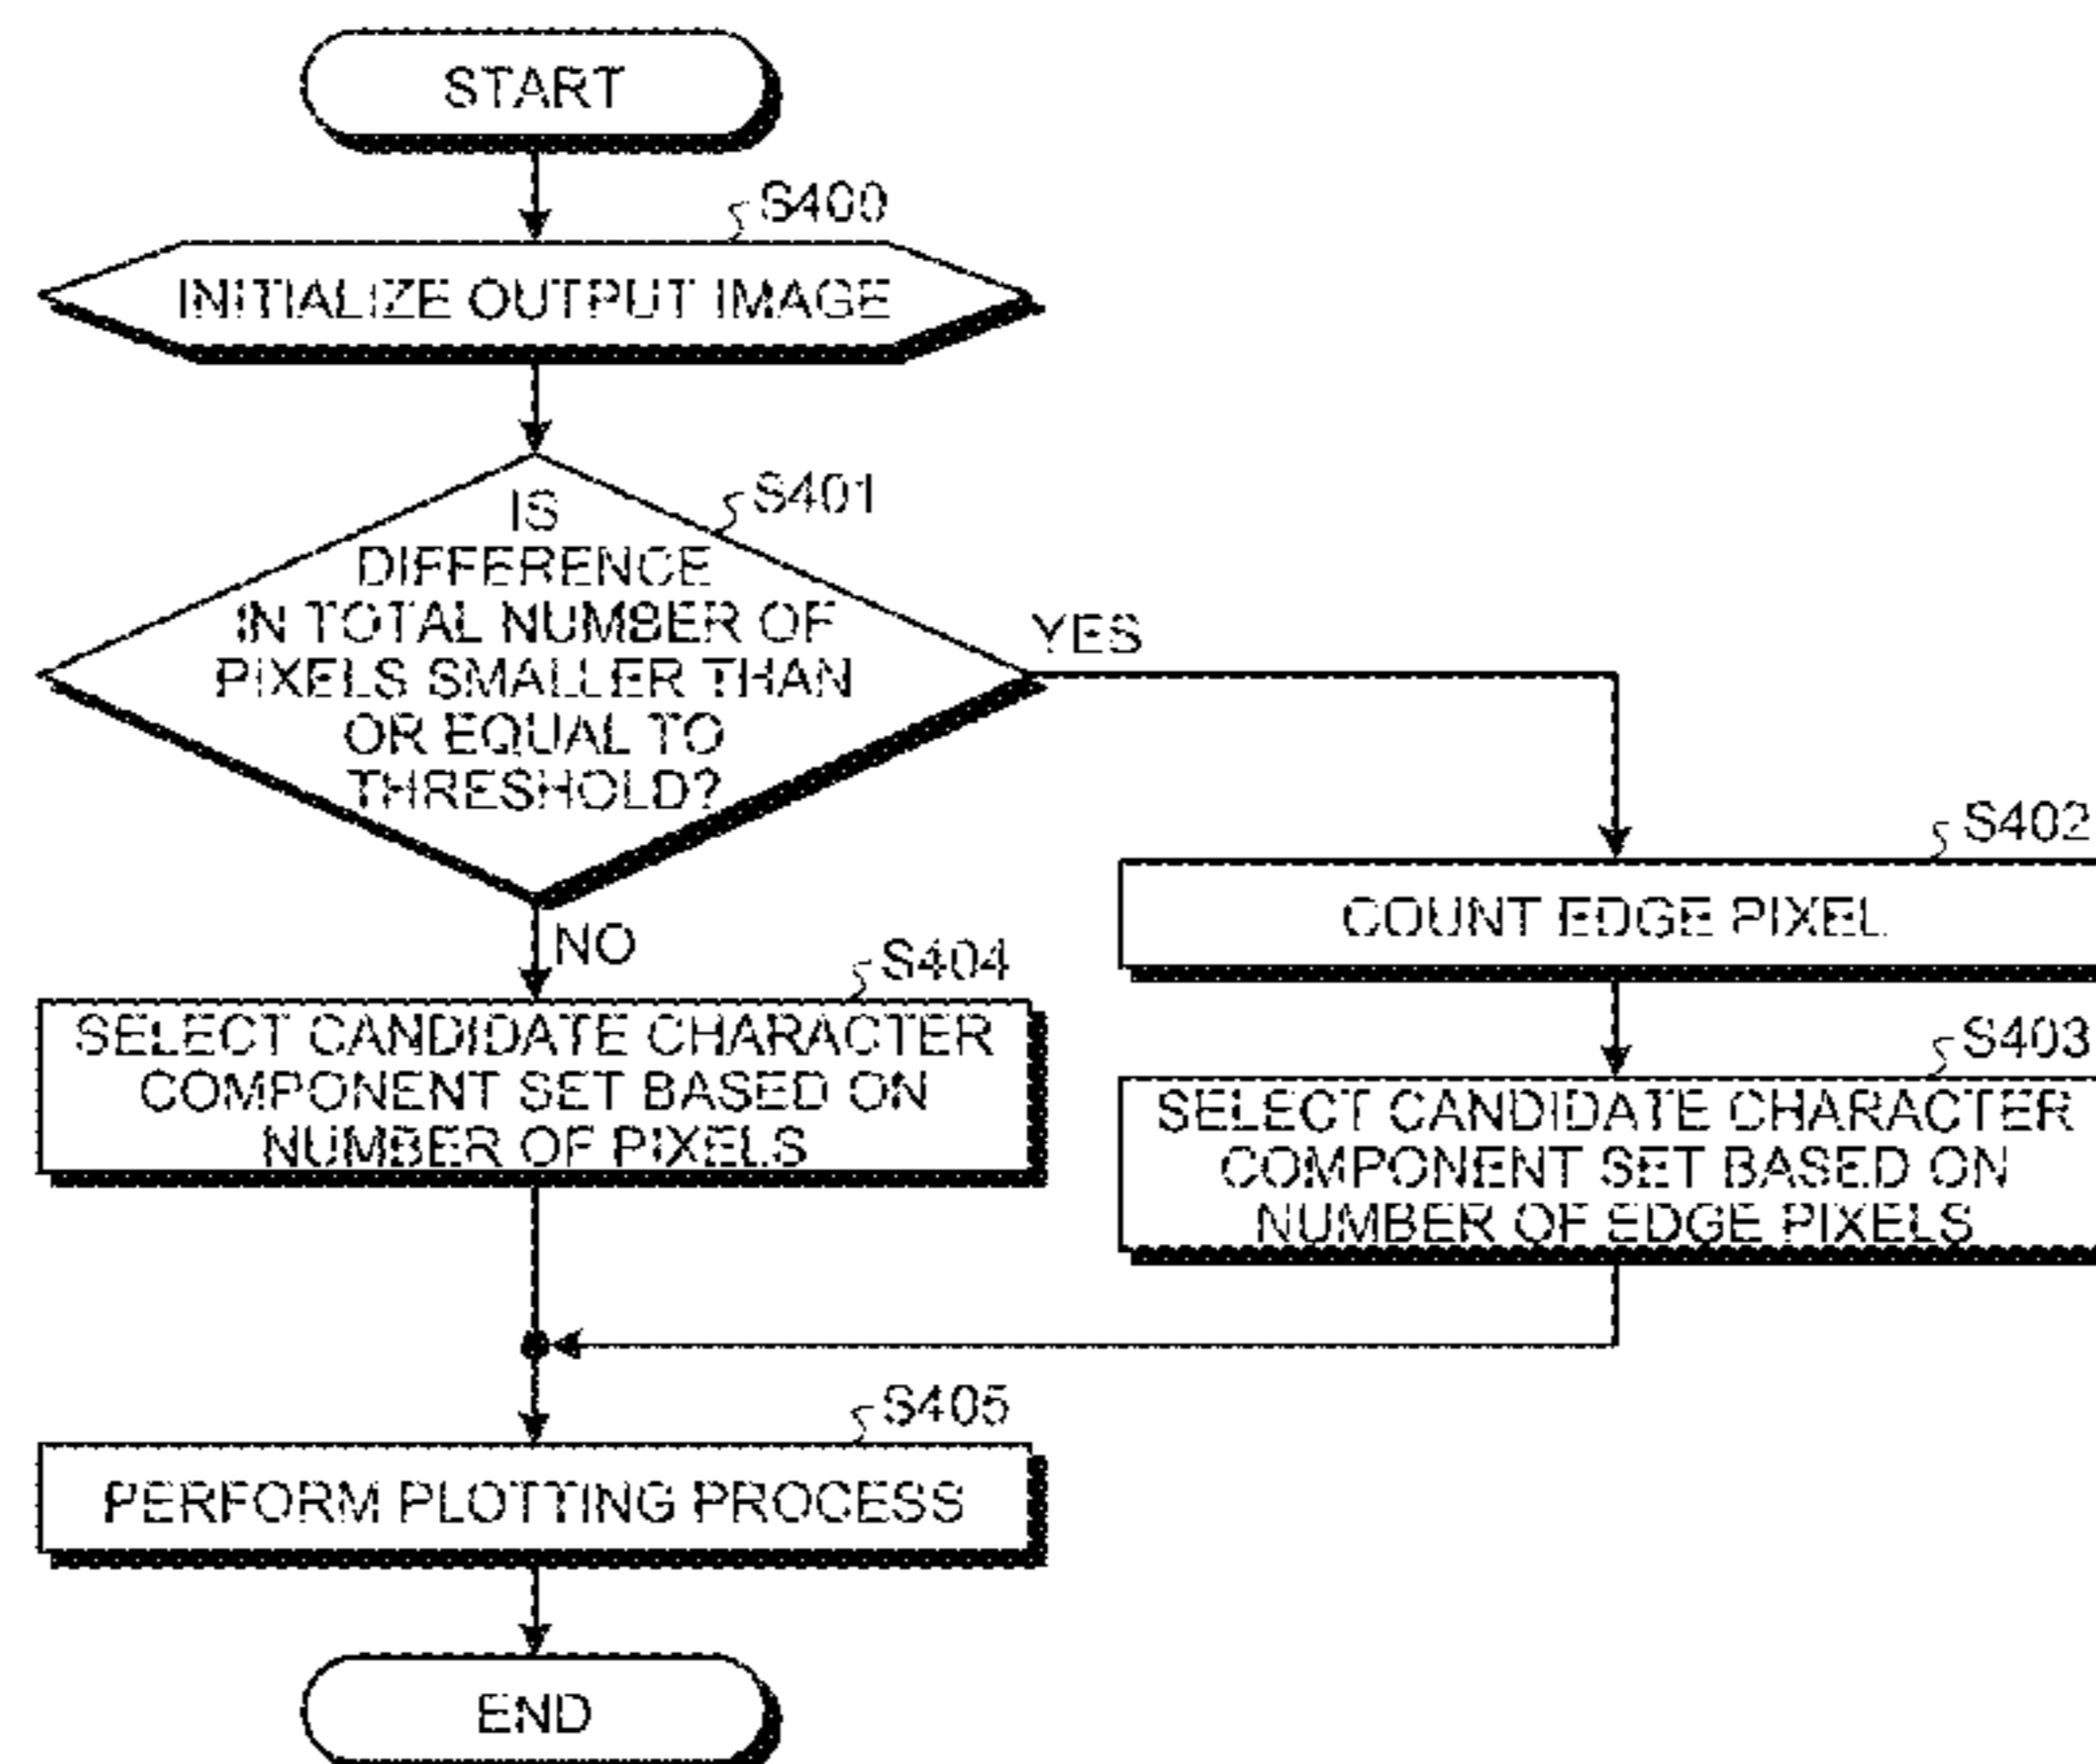 START
S400
INITIALIZE OUTPUT IMAGE
S401
IS
DIFFERENCE
IN TOTAL NUMBER OF
PIXELS SMALLER THAN
OR EQUAL TO
THRESHOLD?
YES
NO
S402
COUNT EDGE PIXEL
S403
SELECT CANDIDATE CHARACTER
COMPONENT SET BASED ON
NUMBER OF EDGE PIXELS
S404
SELECT CANDIDATE CHARACTER
COMPONENT SET BASED ON
NUMBER OF PIXELS
S405
PERFORM PLOTTING PROCESS
END